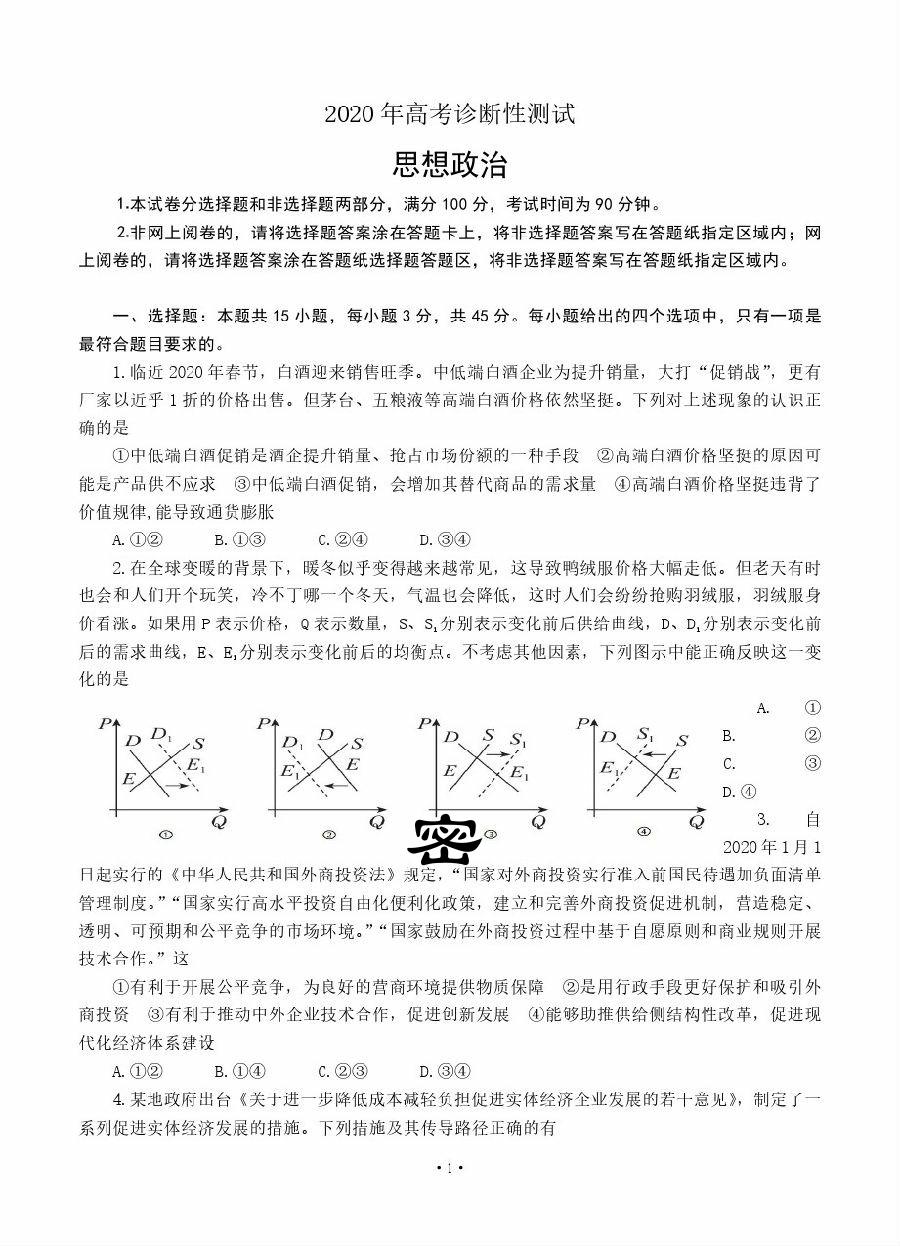 2020 年高考诊断性测试
思想政治
1.本试卷分选择题和非选择题两部分，满分 100 分，考试时间为 90 分钟。
2.非网上阅卷的，请将选择题答案涂在答题卡上，将非选择题答案写在答题纸指定区域内；网
上阅卷的，请将选择题答案涂在答题纸选择题答题区，将非选择题答案写在答题纸指定区域内。
一、选择题：本题共 15 小题，每小题 3 分，共 45 分。每小题给出的四个选项中，只有一项是
最符合题目要求的。
1.临近 2020 年春节，白酒迎来销售旺季。中低端白酒企业为提升销量，大打“促销战”，更有
厂家以近乎 1 折的价格出售。但茅台、五粮液等高端白酒价格依然坚挺。下列对上述现象的认识正
确的是
①中低端白酒促销是酒企提升销量、抢占市场份额的一种手段　②高端白酒价格坚挺的原因可
能是产品供不应求　③中低端白酒促销，会增加其替代商品的需求量　④高端白酒价格坚挺违背了
价值规律,能导致通货膨胀
A.①②　B.①③　C.②④　D.③④
2.在全球变暖的背景下，暖冬似乎变得越来越常见，这导致鸭绒服价格大幅走低。但老天有时
也会和人们开个玩笑，冷不丁哪一个冬天，气温也会降低，这时人们会纷纷抢购羽绒服，羽绒服身
价看涨。如果用 P 表示价格，Q 表示数量，S、S₁分别表示变化前后供给曲线，D、D₁分别表示变化前
后的需求曲线，E、E₁分别表示变化前后的均衡点。不考虑其他因素，下列图示中能正确反映这一变
化的是
P D D₁ S E E₁ Q ①
P D₁ D S E₁ E Q ②
P D S S₁ E E₁ Q ③
P D S₁ S E₁ E Q ④
A.　①
B.　②
C.　③
D.④
密
3.　自
2020 年 1 月 1
日起实行的《中华人民共和国外商投资法》规定，“国家对外商投资实行准入前国民待遇加负面清单
管理制度。”“国家实行高水平投资自由化便利化政策，建立和完善外商投资促进机制，营造稳定、
透明、可预期和公平竞争的市场环境。”“国家鼓励在外商投资过程中基于自愿原则和商业规则开展
技术合作。”这
①有利于开展公平竞争，为良好的营商环境提供物质保障　②是用行政手段更好保护和吸引外
商投资　③有利于推动中外企业技术合作，促进创新发展　④能够助推供给侧结构性改革，促进现
代化经济体系建设
A.①②　B.①④　C.②③　D.③④
4.某地政府出台《关于进一步降低成本减轻负担促进实体经济企业发展的若干意见》，制定了一
系列促进实体经济发展的措施。下列措施及其传导路径正确的有
·1·